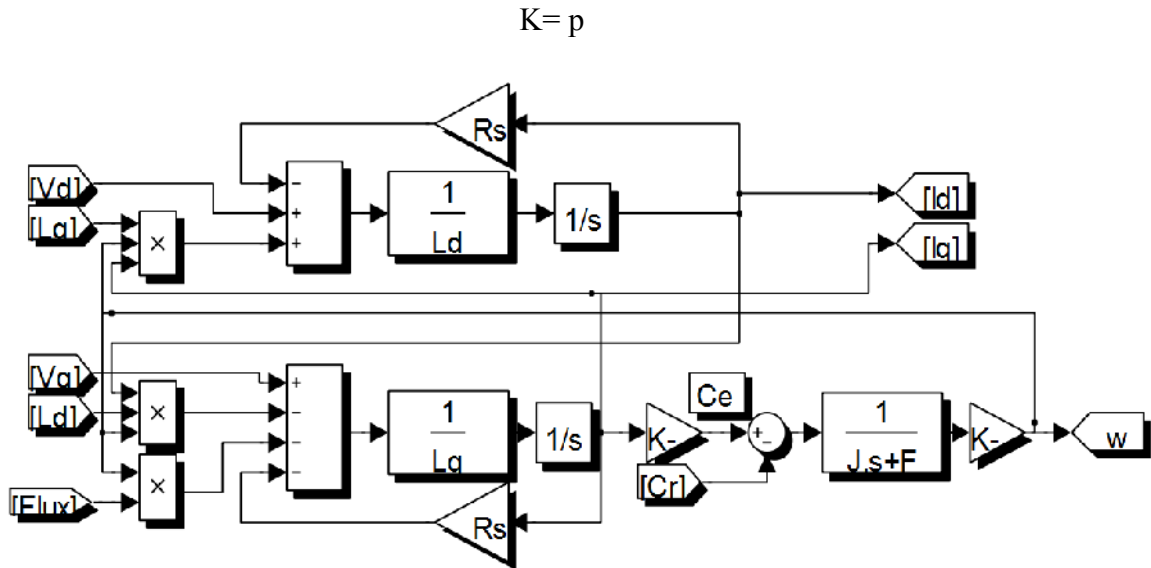 K= p
Rs
[Vd]
[Lq]
×
−
+
+
1
Ld
1/s
[Id]
[Iq]
[Vq]
[Ld]
×
[Flux]
×
+
−
−
−
1
Lq
1/s
K-
Ce
+
−
[Cr]
1
J.s+F
K-
w
Rs